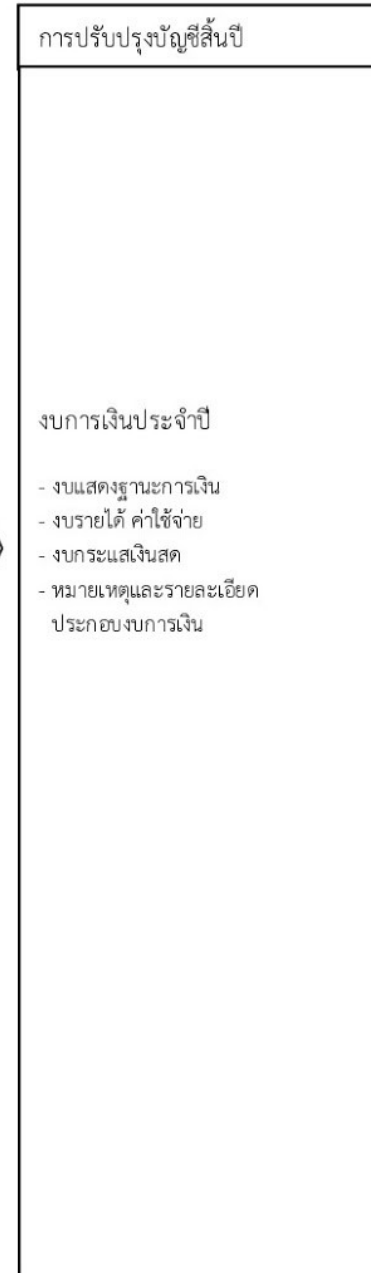 การปรับปรุงบัญชีสิ้นปี
งบการเงินประจำปี
- งบแสดงฐานะการเงิน
- งบรายได้ ค่าใช้จ่าย
- งบกระแสเงินสด
- หมายเหตุและรายละเอียด
ประกอบงบการเงิน